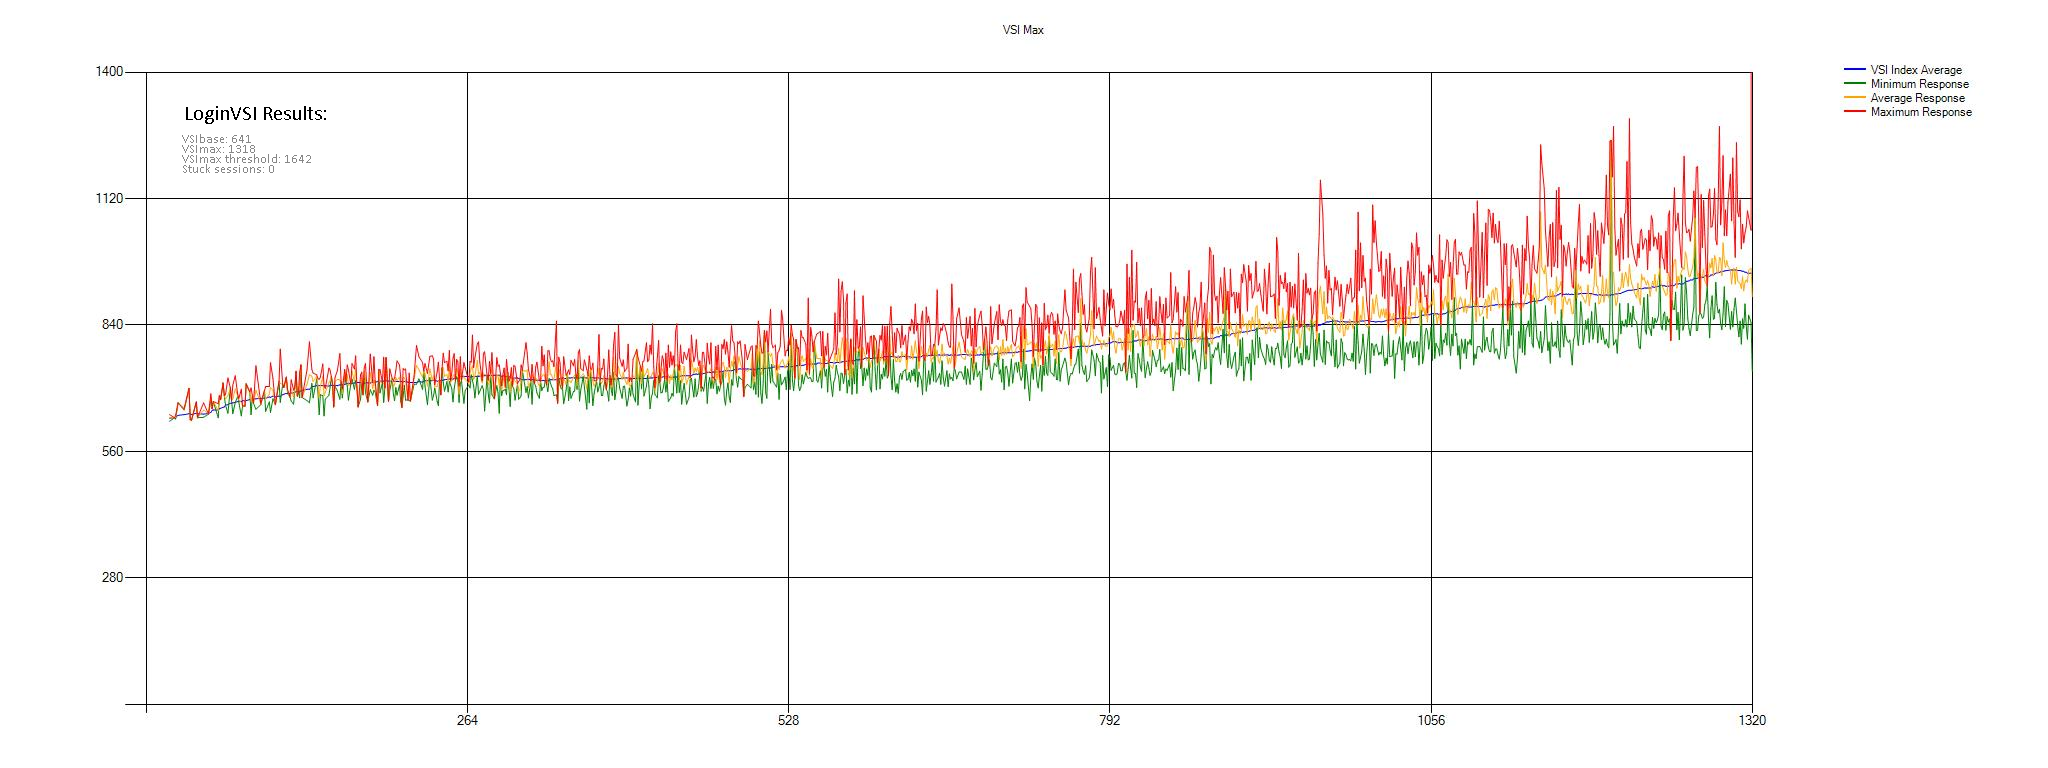 VSI Max
1400
1120
840
560
280
LoginVSI Results:
VSIbase: 641
VSImax: 1318
VSImax threshold: 1642
Stuck sessions: 0
VSI Index Average
Minimum Response
Average Response
Maximum Response
264 528 792 1056 1320